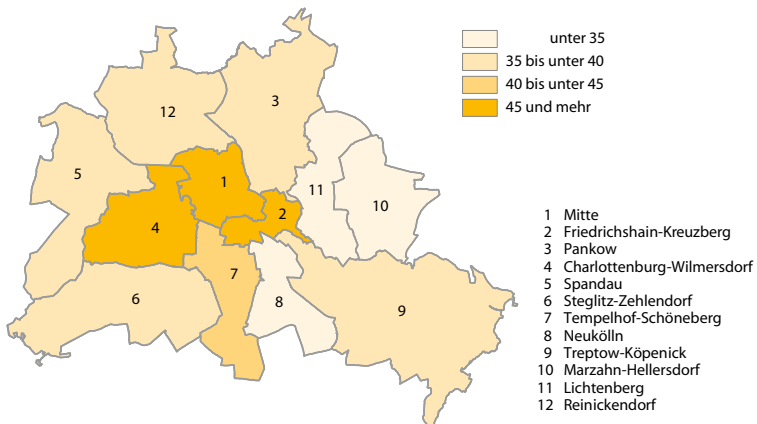 unter 35
35 bis unter 40
40 bis unter 45
45 und mehr
3
12
5
1
11
10
2
4
7
6
8
9
1 Mitte
2 Friedrichshain-Kreuzberg
3 Pankow
4 Charlottenburg-Wilmersdorf
5 Spandau
6 Steglitz-Zehlendorf
7 Tempelhof-Schöneberg
8 Neukölln
9 Treptow-Köpenick
10 Marzahn-Hellersdorf
11 Lichtenberg
12 Reinickendorf